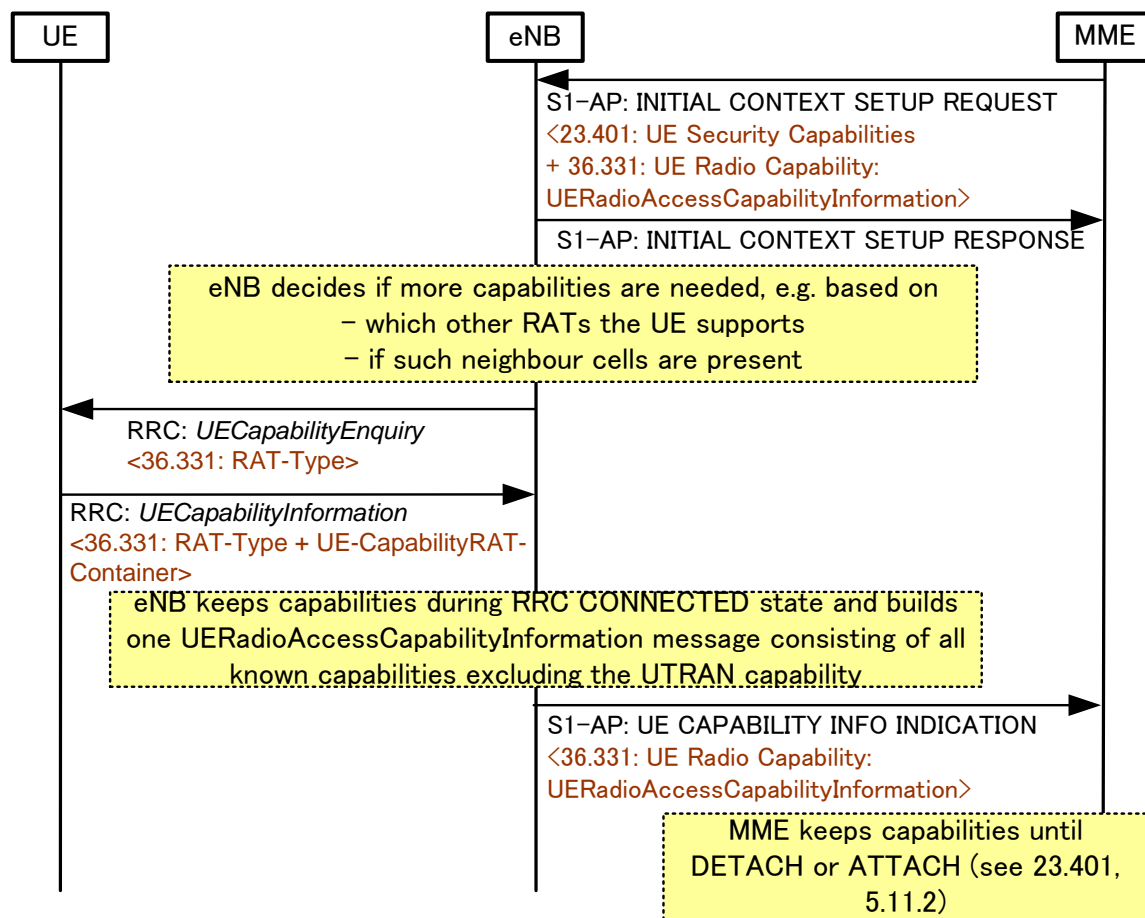 UE
eNB
MME
S1-AP: INITIAL CONTEXT SETUP REQUEST
<23.401: UE Security Capabilities
+ 36.331: UE Radio Capability:
UERadioAccessCapabilityInformation>
S1-AP: INITIAL CONTEXT SETUP RESPONSE
eNB decides if more capabilities are needed, e.g. based on
- which other RATs the UE supports
- if such neighbour cells are present
RRC: UECapabilityEnquiry
<36.331: RAT-Type>
RRC: UECapabilityInformation
<36.331: RAT-Type + UE-CapabilityRAT-
Container>
eNB keeps capabilities during RRC CONNECTED state and builds
one UERadioAccessCapabilityInformation message consisting of all
known capabilities excluding the UTRAN capability
S1-AP: UE CAPABILITY INFO INDICATION
<36.331: UE Radio Capability:
UERadioAccessCapabilityInformation>
MME keeps capabilities until
DETACH or ATTACH (see 23.401,
5.11.2)